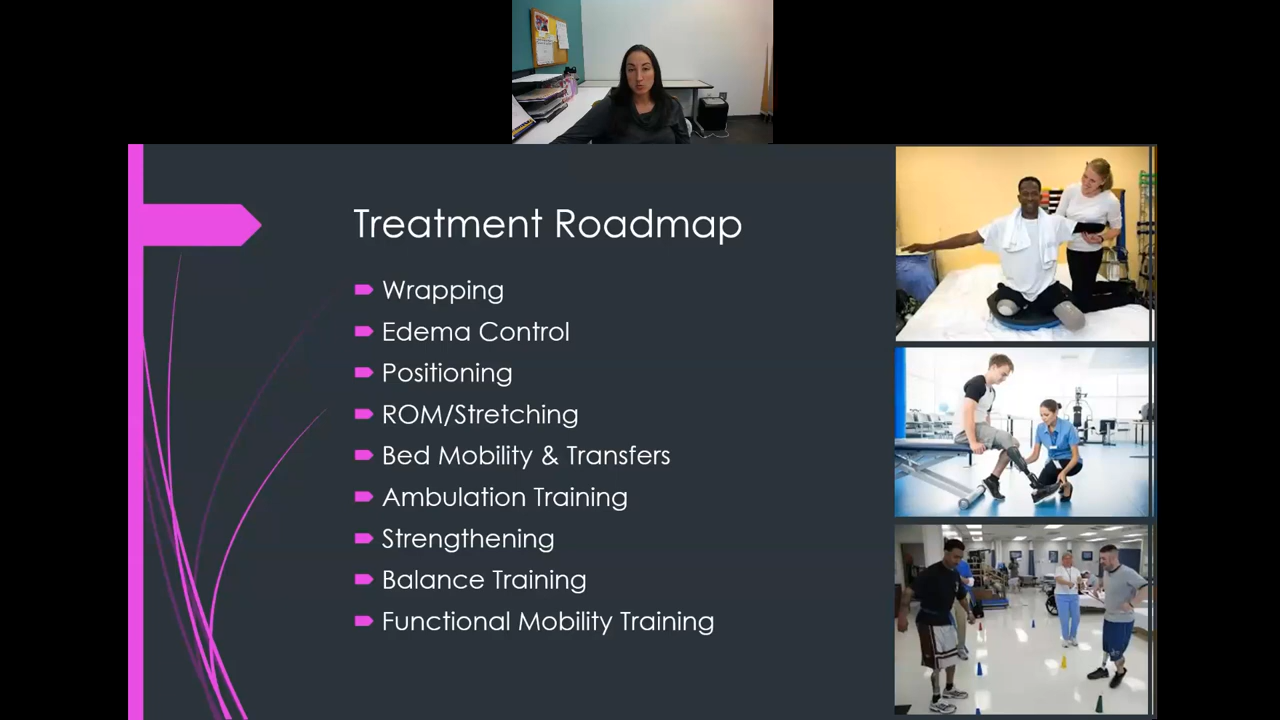 Treatment Roadmap
Wrapping
Edema Control
Positioning
ROM/Stretching
Bed Mobility & Transfers
Ambulation Training
Strengthening
Balance Training
Functional Mobility Training